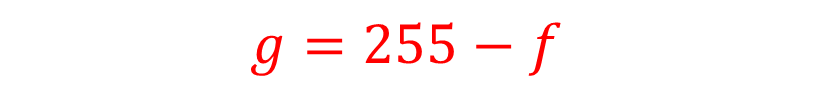 g = 255 − f